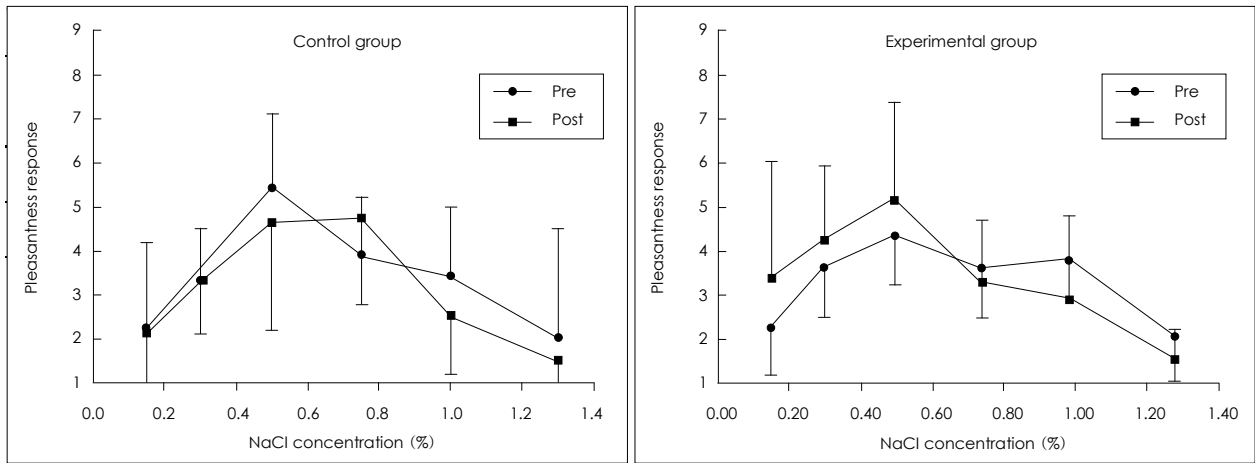 Control group
Pre
Post
9
8
7
6
5
4
3
2
1
Pleasantness response
0.0 0.2 0.4 0.6 0.8 1.0 1.2 1.4
NaCl concentration (%)
Experimental group
Pre
Post
9
8
7
6
5
4
3
2
1
Pleasantness response
0.00 0.20 0.40 0.60 0.80 1.00 1.20 1.40
NaCl concentration (%)